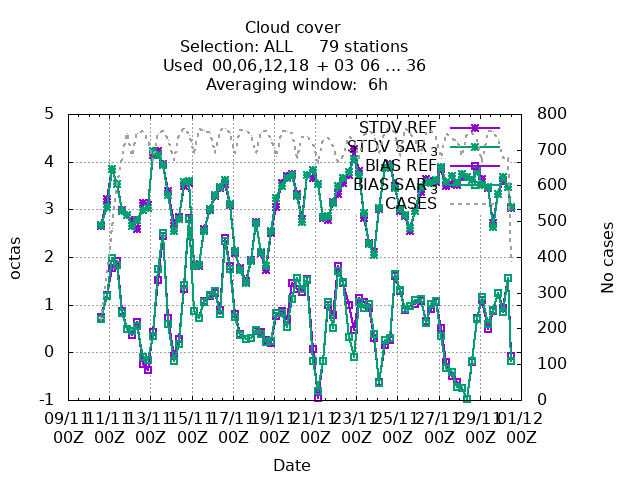 Cloud cover
Selection: ALL 79 stations
Used 00,06,12,18 + 03 06 ... 36
Averaging window: 6h
5 800
STDV REF 700
STDV SAR 3
4 BIAS REF 600
BIAS SAR 3
3 CASES 500
octas 2 400 No cases
1 300
0 200
100
-1 0
09/11 11/11 13/11 15/11 17/11 19/11 21/11 23/11 25/11 27/11 29/11 01/12
00Z 00Z 00Z 00Z 00Z 00Z 00Z 00Z 00Z 00Z 00Z 00Z
Date